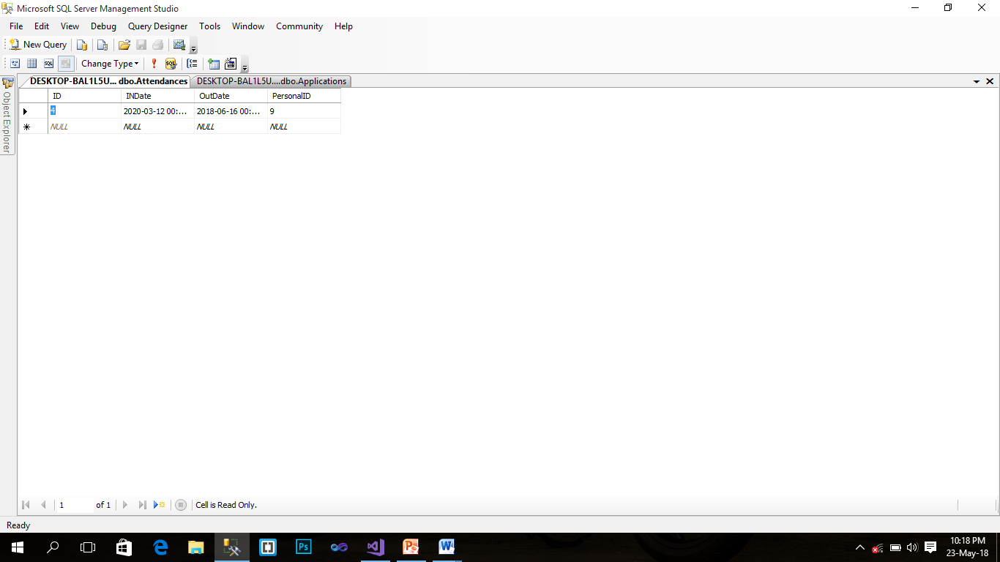 Microsoft SQL Server Management Studio
File Edit View Debug Query Designer Tools Window Community Help
New Query
SQL Change Type SQL
DESKTOP-BAL1L5U... dbo.Attendances DESKTOP-BAL1L5U....dbo.Applications
Object Explorer
ID INDate OutDate PersonalID
4 2020-03-12 00:... 2018-06-16 00:... 9
NULL NULL NULL NULL
1 of 1 Cell is Read Only.
Ready
Ps
10:18 PM
23-May-18